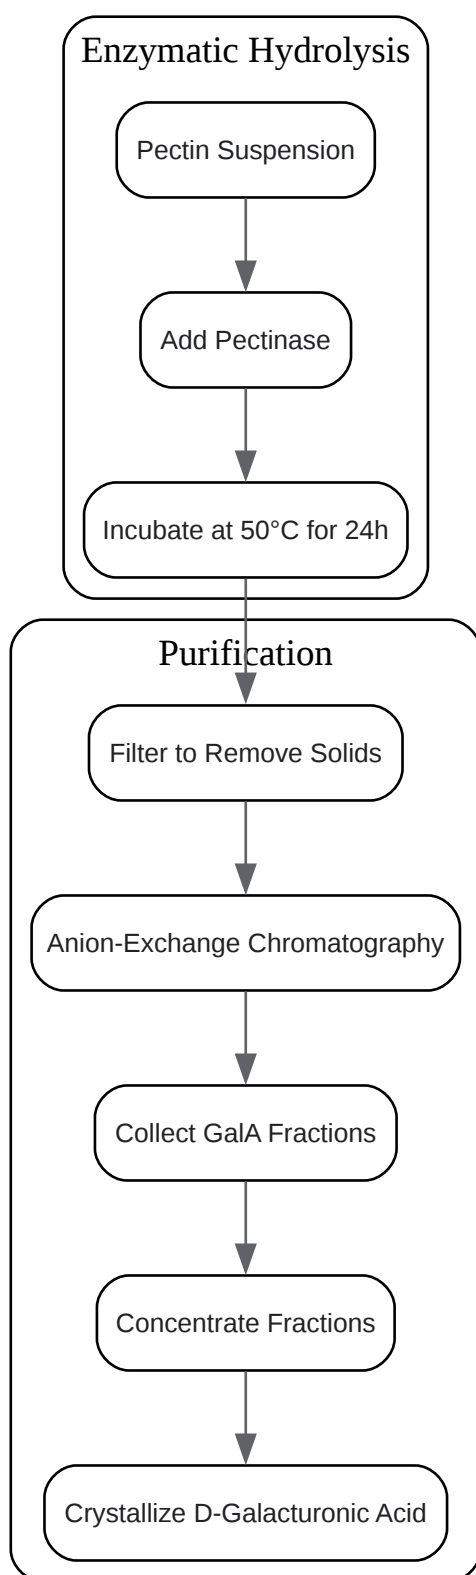 Enzymatic Hydrolysis
Pectin Suspension
Add Pectinase
Incubate at 50°C for 24h
Purification
Filter to Remove Solids
Anion-Exchange Chromatography
Collect GalA Fractions
Concentrate Fractions
Crystallize D-Galacturonic Acid